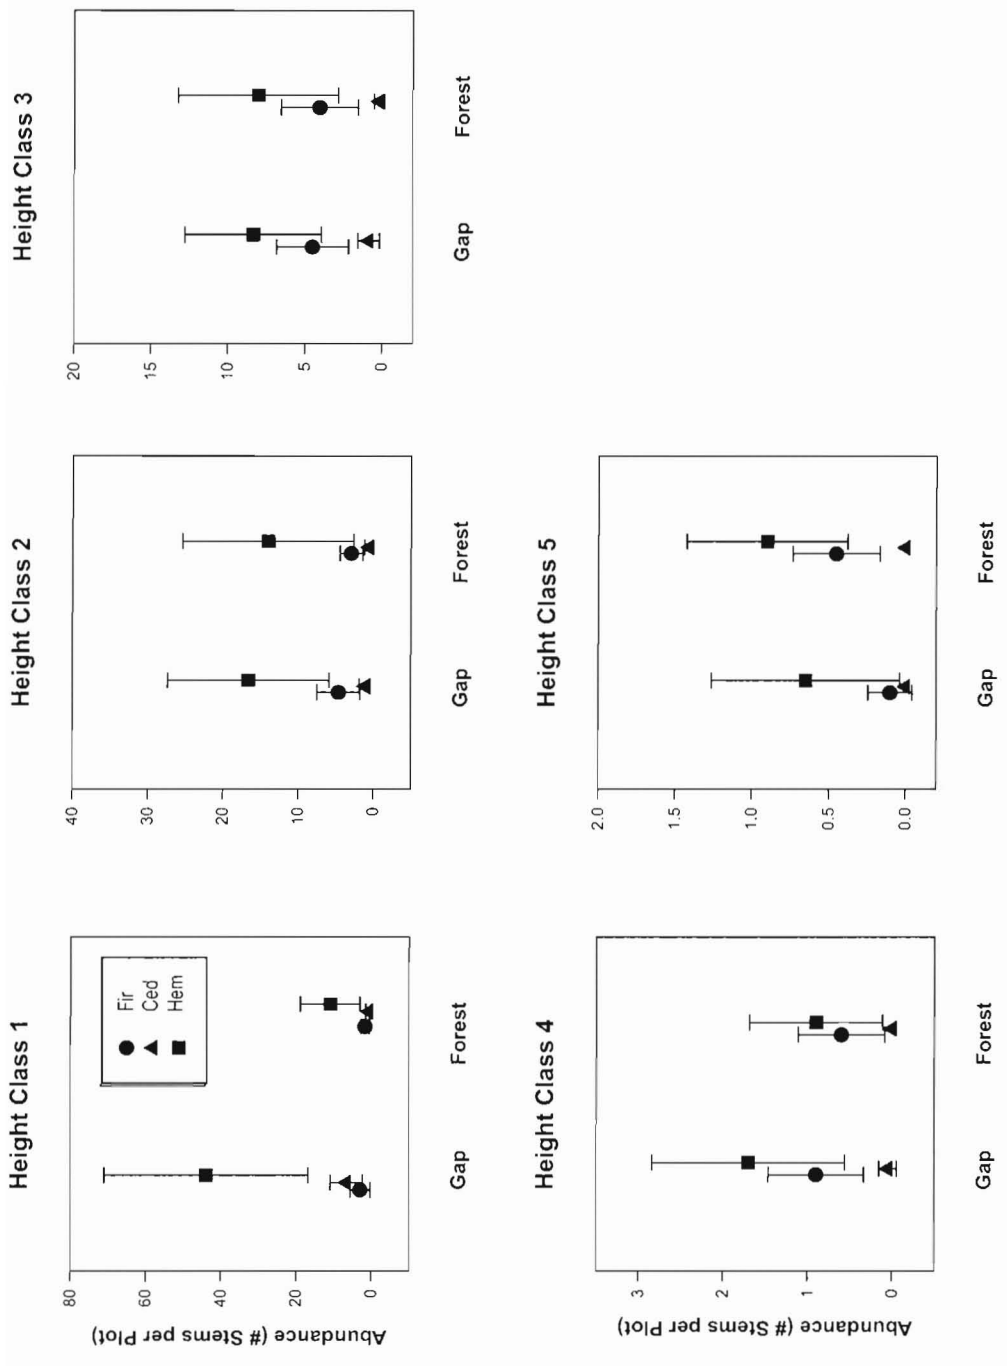 Height Class 1
Abundance (# Stems per Plot)
80
60
40
20
0
Fir
Ced
Hem
Gap
Forest
Height Class 2
40
30
20
10
0
Gap
Forest
Height Class 3
20
15
10
5
0
Gap
Forest
Height Class 4
Abundance (# Stems per Plot)
3
2
1
0
Gap
Forest
Height Class 5
2.0
1.5
1.0
0.5
0.0
Gap
Forest